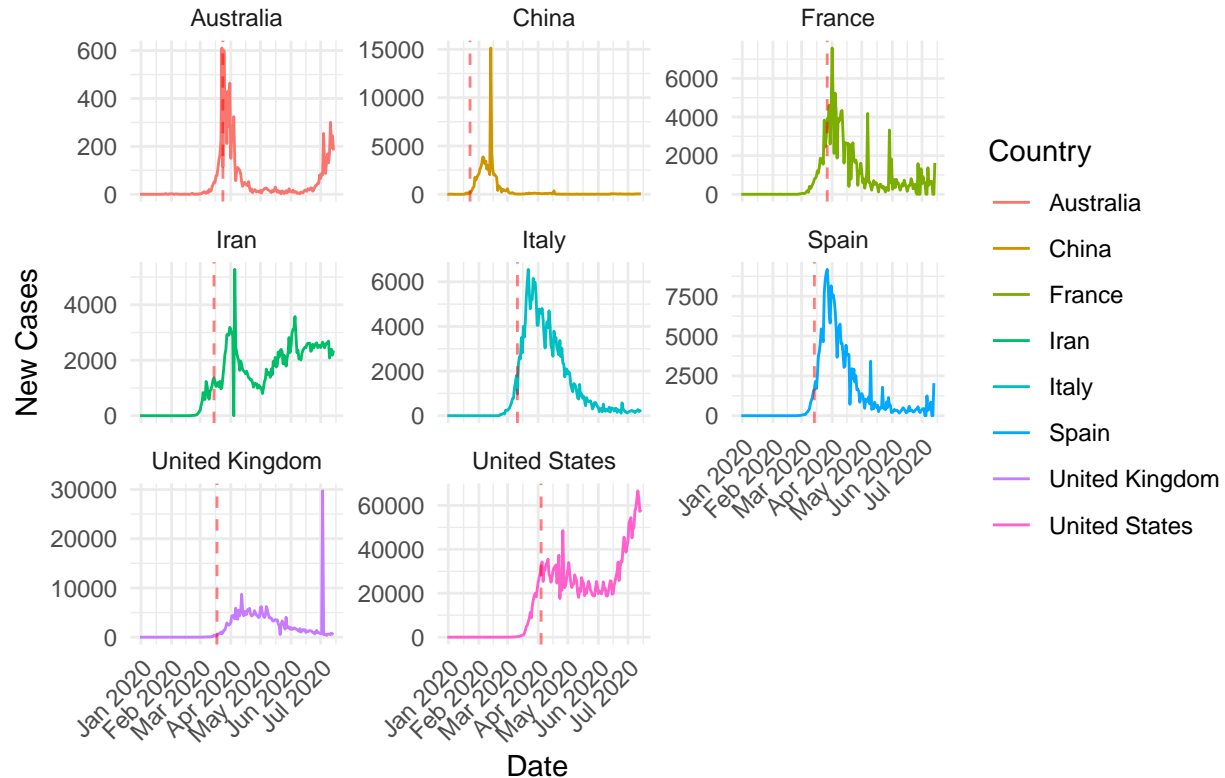 Australia China France
600
400
200
0
15000
10000
5000
0
6000
4000
2000
0
Iran Italy Spain
4000
2000
0
6000
4000
2000
0
7500
5000
2500
0
United Kingdom United States
30000
20000
10000
0
60000
40000
20000
0
Jan 2020
Feb 2020
Mar 2020
Apr 2020
May 2020
Jun 2020
Jul 2020
Jan 2020
Feb 2020
Mar 2020
Apr 2020
May 2020
Jun 2020
Jul 2020
Jan 2020
Feb 2020
Mar 2020
Apr 2020
May 2020
Jun 2020
Jul 2020
New Cases
Date
Country
Australia
China
France
Iran
Italy
Spain
United Kingdom
United States